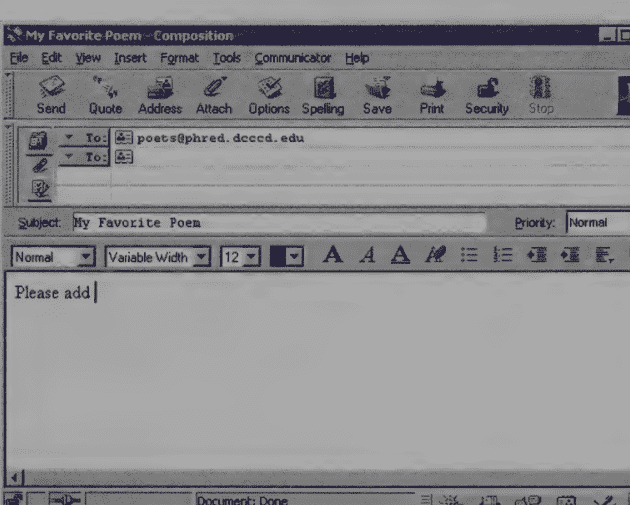 My Favorite Poem - Composition
File Edit View Insert Format Tools Communicator Help
Send Quote Address Attach Options Spelling Save Print Security Stop
To: poets@phred.dcccd.edu
To:
Subject: My Favorite Poem Priority: Normal
Normal Variable Width 12 A A A
Please add
Document: Done